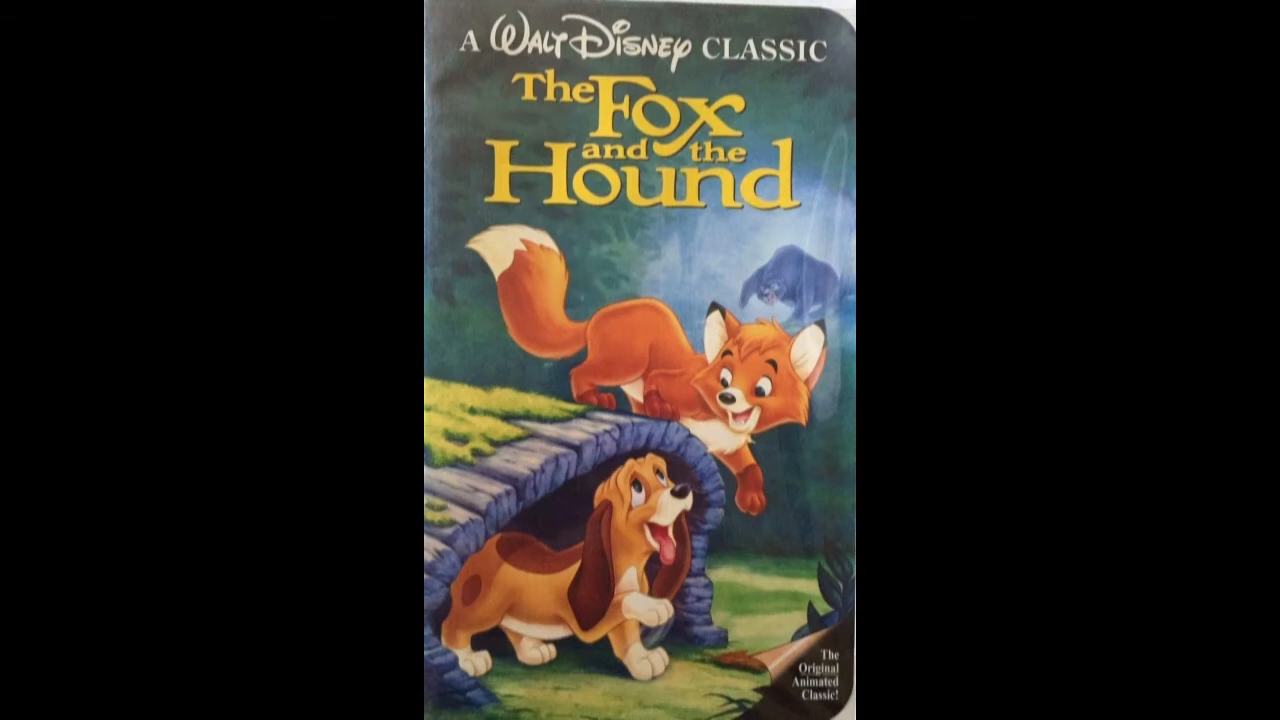 A WALT DISNEY CLASSIC
The Fox
and the
Hound
The
Original
Animated
Classic!